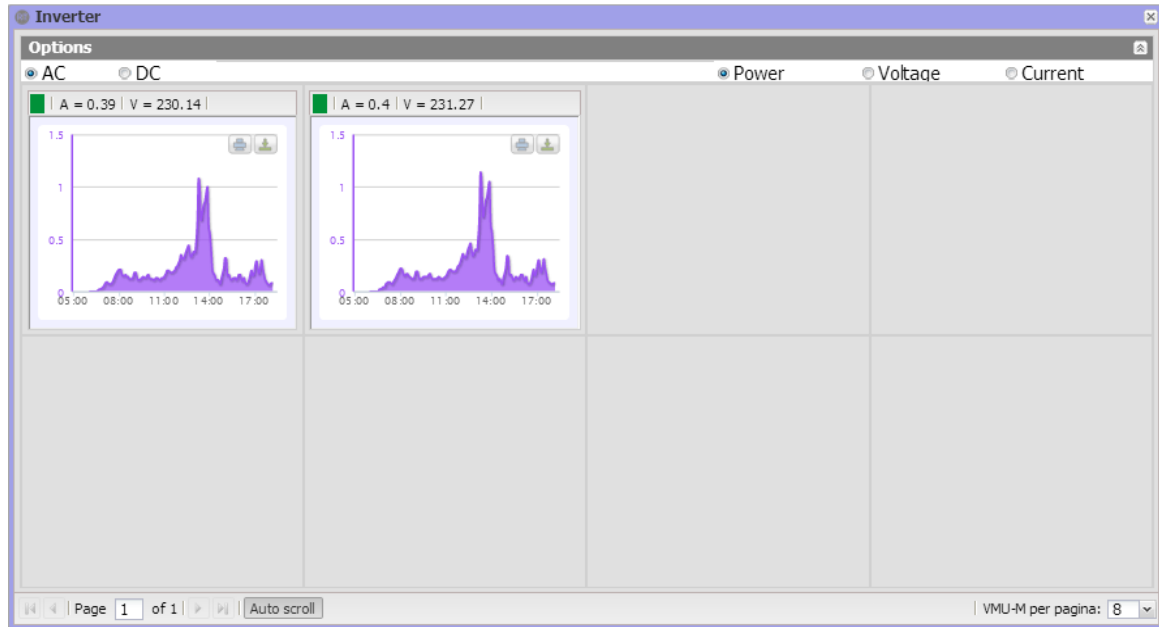 Inverter
Options
AC DC Power Voltage Current
A = 0.39 V = 230.14
A = 0.4 V = 231.27
1.5
1
0.5
0
05:00 08:00 11:00 14:00 17:00
1.5
1
0.5
0
05:00 08:00 11:00 14:00 17:00
Page 1 of 1 Auto scroll VMU-M per pagina: 8